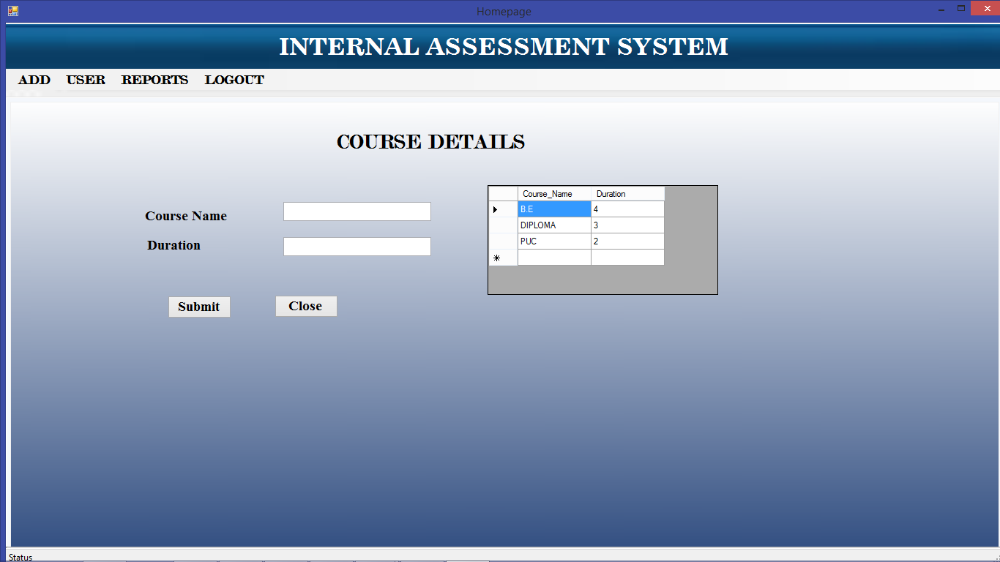 Homepage
INTERNAL ASSESSMENT SYSTEM
ADD USER REPORTS LOGOUT
COURSE DETAILS
Course Name
Duration
Submit Close
Course_Name Duration
B.E 4
DIPLOMA 3
PUC 2
Status